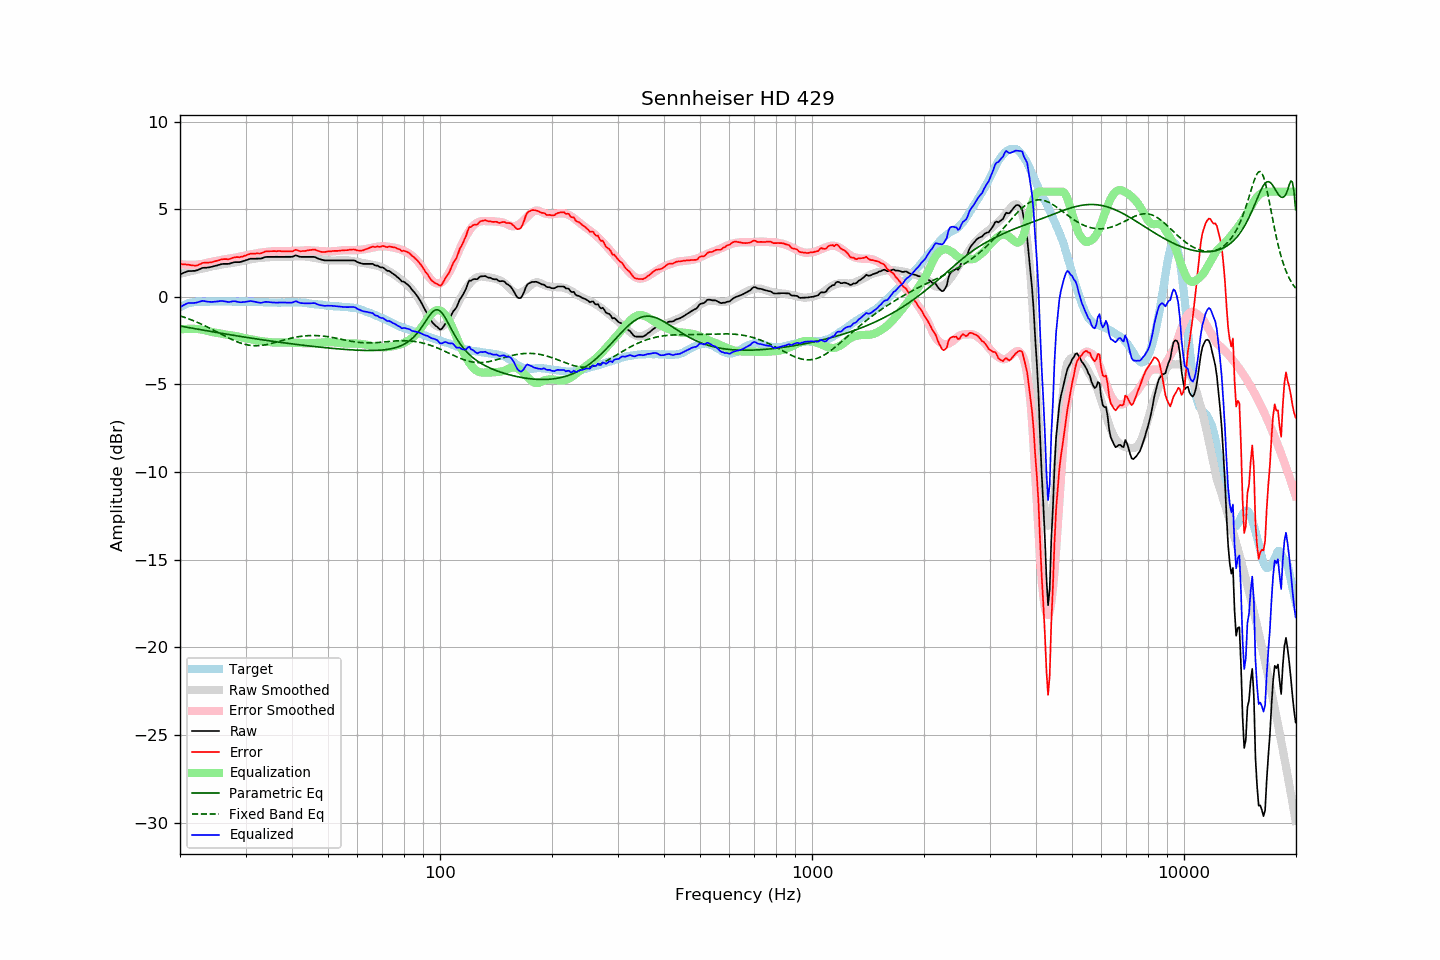 Sennheiser HD 429
10
5
0
−5
−10
−15
−20
−25
−30
Amplitude (dBr)
Target
Raw Smoothed
Error Smoothed
Raw
Error
Equalization
Parametric Eq
Fixed Band Eq
Equalized
100
1000
10000
Frequency (Hz)